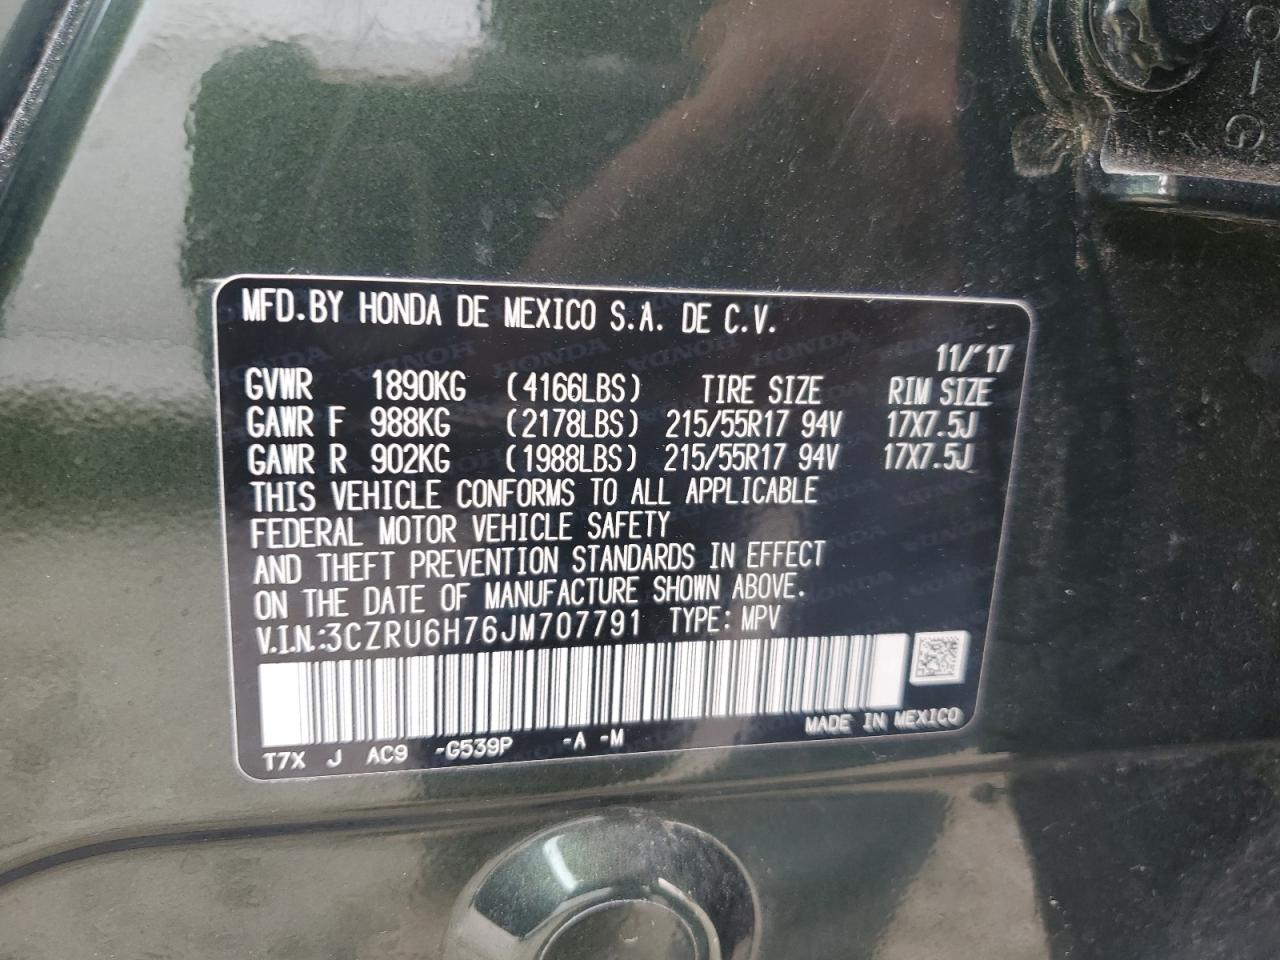 MFD.BY HONDA DE MEXICO S.A. DE C.V.
11/'17
GVWR 1890KG (4166LBS) TIRE SIZE RIM SIZE
GAWR F 988KG (2178LBS) 215/55R17 94V 17X7.5J
GAWR R 902KG (1988LBS) 215/55R17 94V 17X7.5J
THIS VEHICLE CONFORMS TO ALL APPLICABLE
FEDERAL MOTOR VEHICLE SAFETY
AND THEFT PREVENTION STANDARDS IN EFFECT
ON THE DATE OF MANUFACTURE SHOWN ABOVE.
V.I.N.:3CZRU6H76JM707791 TYPE: MPV
MADE IN MEXICO
T7X J AC9 -G539P -A -M